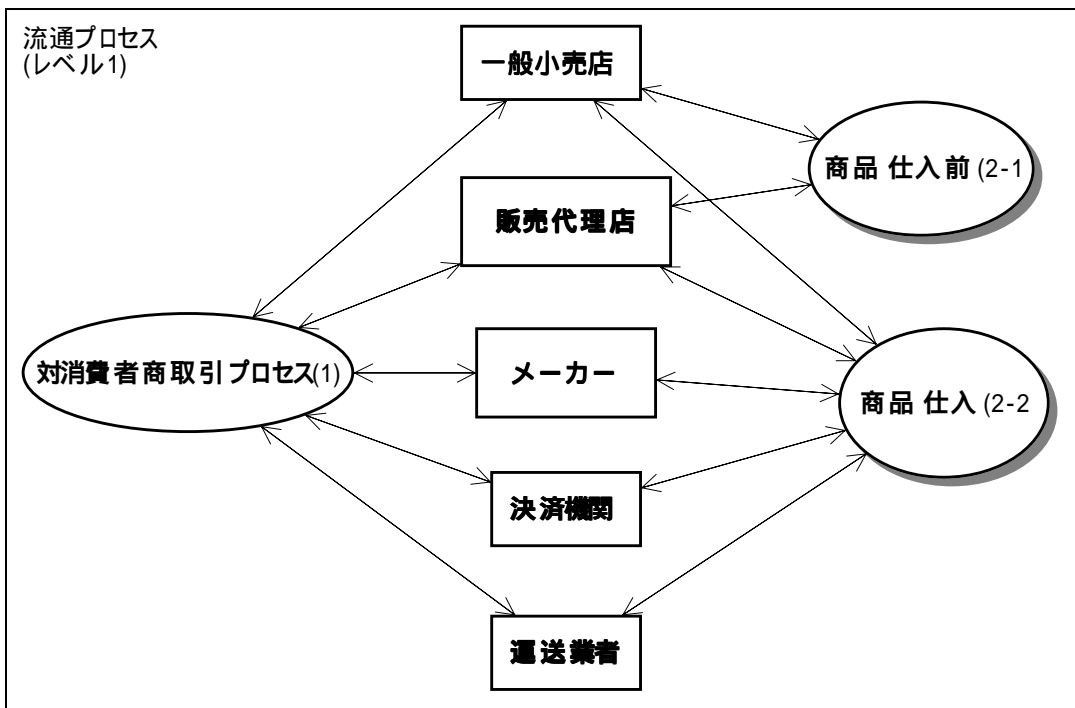 流通プロセス
(レベル1)
一般小売店
商品 仕入前 (2-1
販売代理店
対消費者商取引プロセス(1)
メーカー
商品 仕入 (2-2
決済機関
運送業者